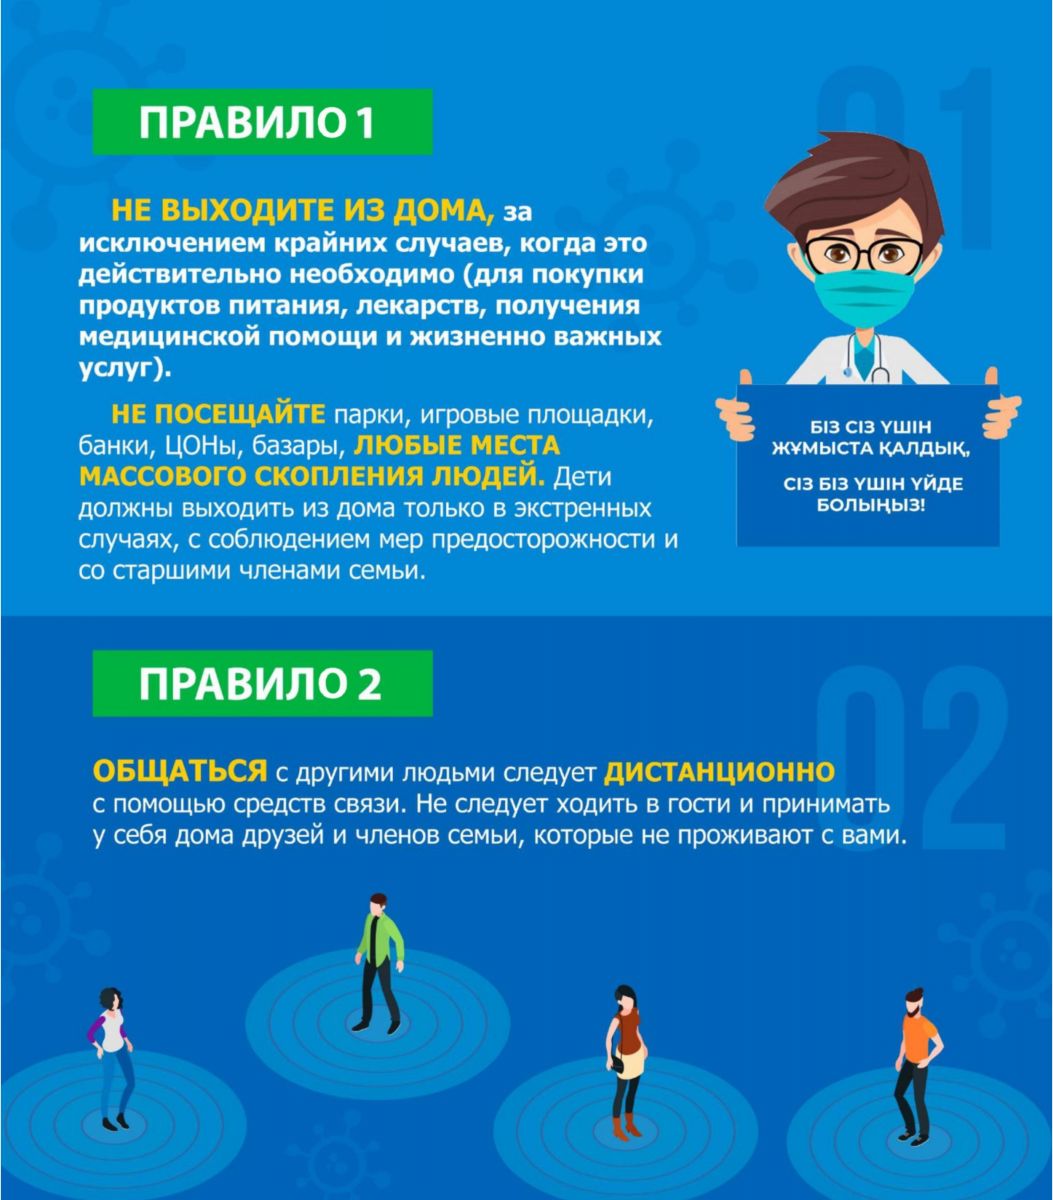 01
ПРАВИЛО 1
НЕ ВЫХОДИТЕ ИЗ ДОМА, за
исключением крайних случаев, когда это
действительно необходимо (для покупки
продуктов питания, лекарств, получения
медицинской помощи и жизненно важных
услуг).
НЕ ПОСЕЩАЙТЕ парки, игровые площадки,
банки, ЦОНы, базары, ЛЮБЫЕ МЕСТА
МАССОВОГО СКОПЛЕНИЯ ЛЮДЕЙ. Дети
должны выходить из дома только в экстренных
случаях, с соблюдением мер предосторожности и
со старшими членами семьи.
БІЗ СІЗ ҮШІН
ЖҰМЫСТА ҚАЛДЫҚ,
СІЗ БІЗ ҮШІН ҮЙДЕ
БОЛЫҢЫЗ!
ПРАВИЛО 2
02
ОБЩАТЬСЯ с другими людьми следует ДИСТАНЦИОННО
с помощью средств связи. Не следует ходить в гости и принимать
у себя дома друзей и членов семьи, которые не проживают с вами.